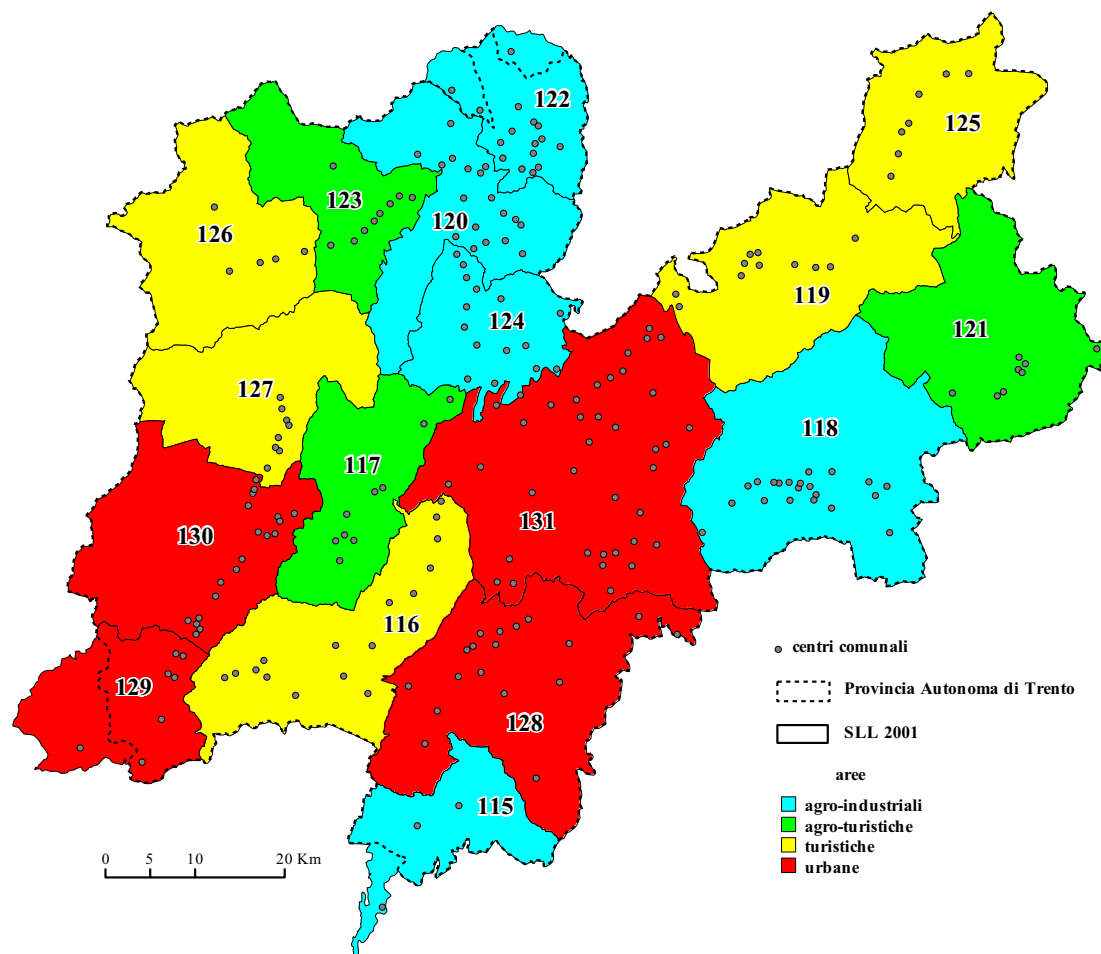 122
125
123
120
126
119
124
121
127
118
117
131
130
116
129
128
115
centri comunali
Provincia Autonoma di Trento
SLL 2001
aree
agro-industriali
agro-turistiche
turistiche
urbane
0 5 10 20 Km